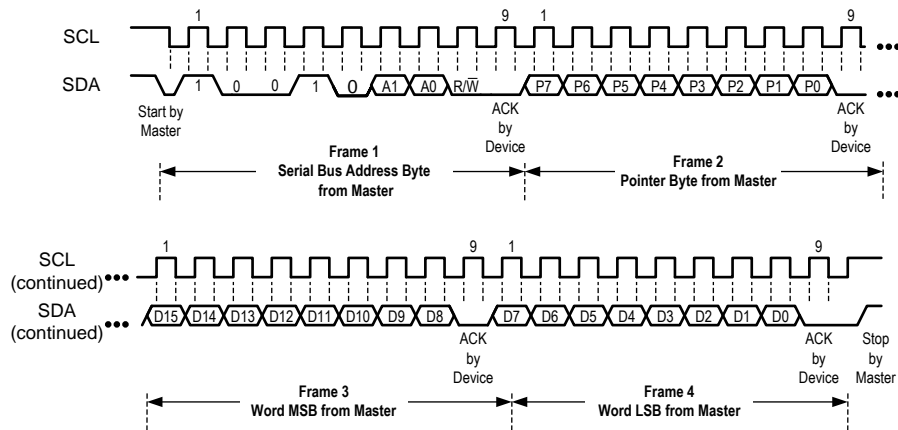 1 9 1 9
SCL
SDA 1 0 0 1 0 A1 A0 R/W̅ P7 P6 P5 P4 P3 P2 P1 P0
Start by
Master
ACK
by
Device
ACK
by
Device
Frame 1
Serial Bus Address Byte
from Master
Frame 2
Pointer Byte from Master
1 9 1 9
SCL
(continued)
SDA
(continued)
D15 D14 D13 D12 D11 D10 D9 D8 D7 D6 D5 D4 D3 D2 D1 D0
ACK
by
Device
ACK
by
Device
Stop
by
Master
Frame 3
Word MSB from Master
Frame 4
Word LSB from Master